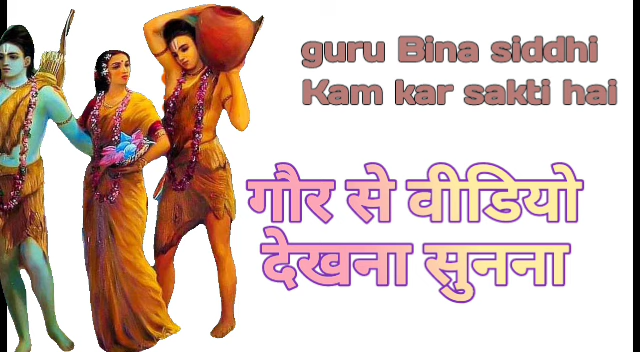 guru Bina siddhi
Kam kar sakti hai
गौर से वीडियो
देखना सुनना